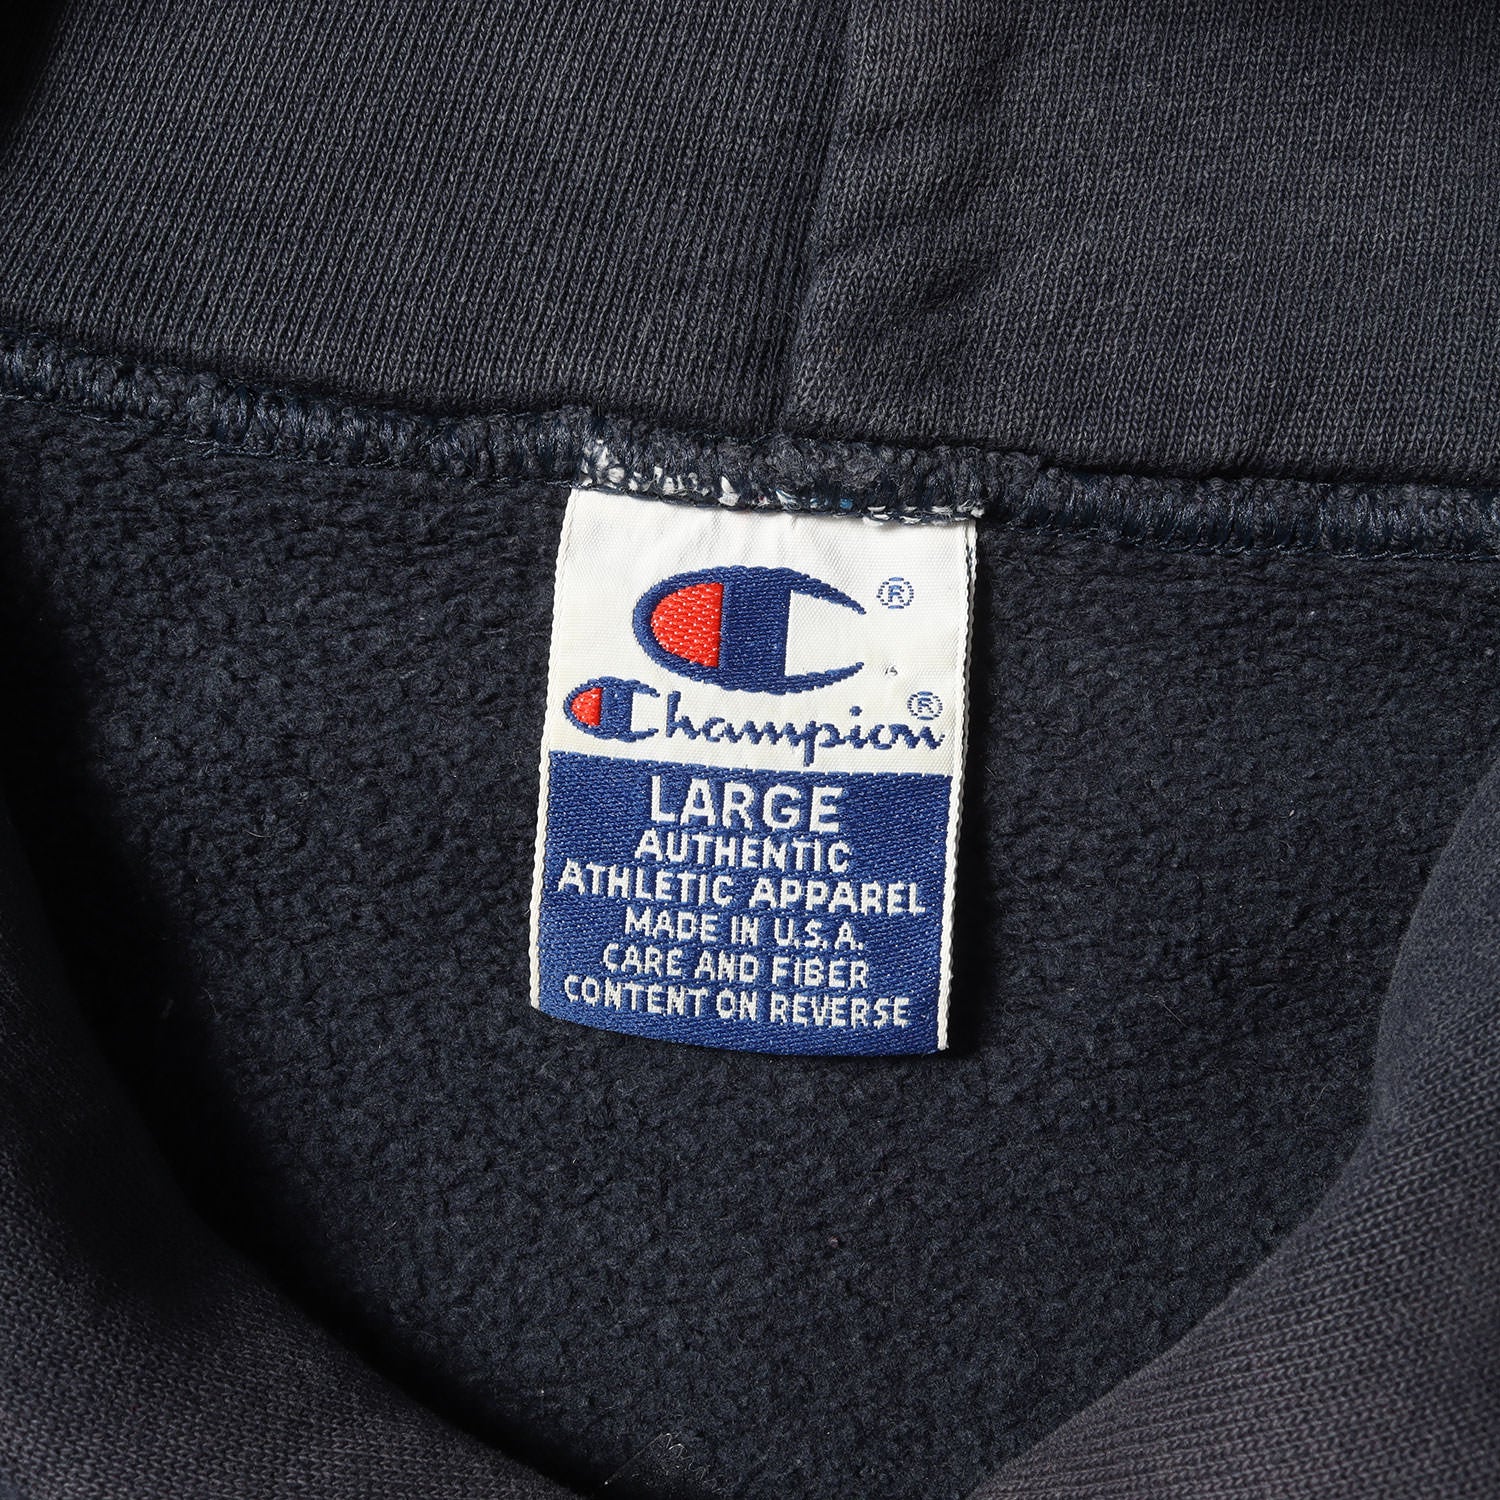 ®
Champion®
LARGE
AUTHENTIC
ATHLETIC APPAREL
MADE IN U.S.A.
CARE AND FIBER
CONTENT ON REVERSE